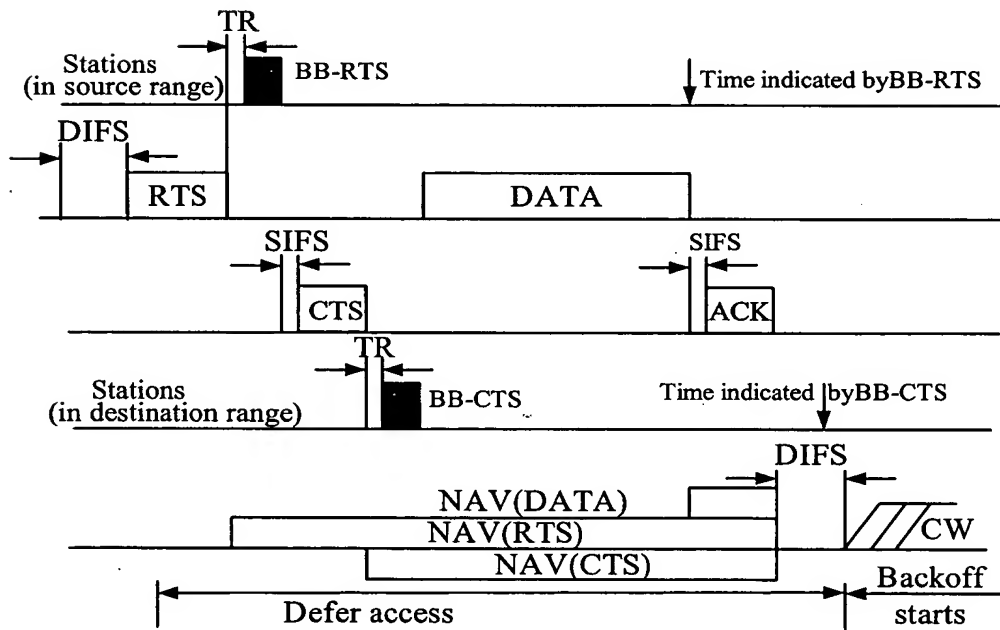 TR
Stations
(in source range)
BB-RTS
Time indicated byBB-RTS
DIFS
RTS
DATA
SIFS
SIFS
CTS
ACK
TR
Stations
(in destination range)
BB-CTS
Time indicated byBB-CTS
DIFS
NAV(DATA)
NAV(RTS)
CW
NAV(CTS)
Defer access
Backoff
starts